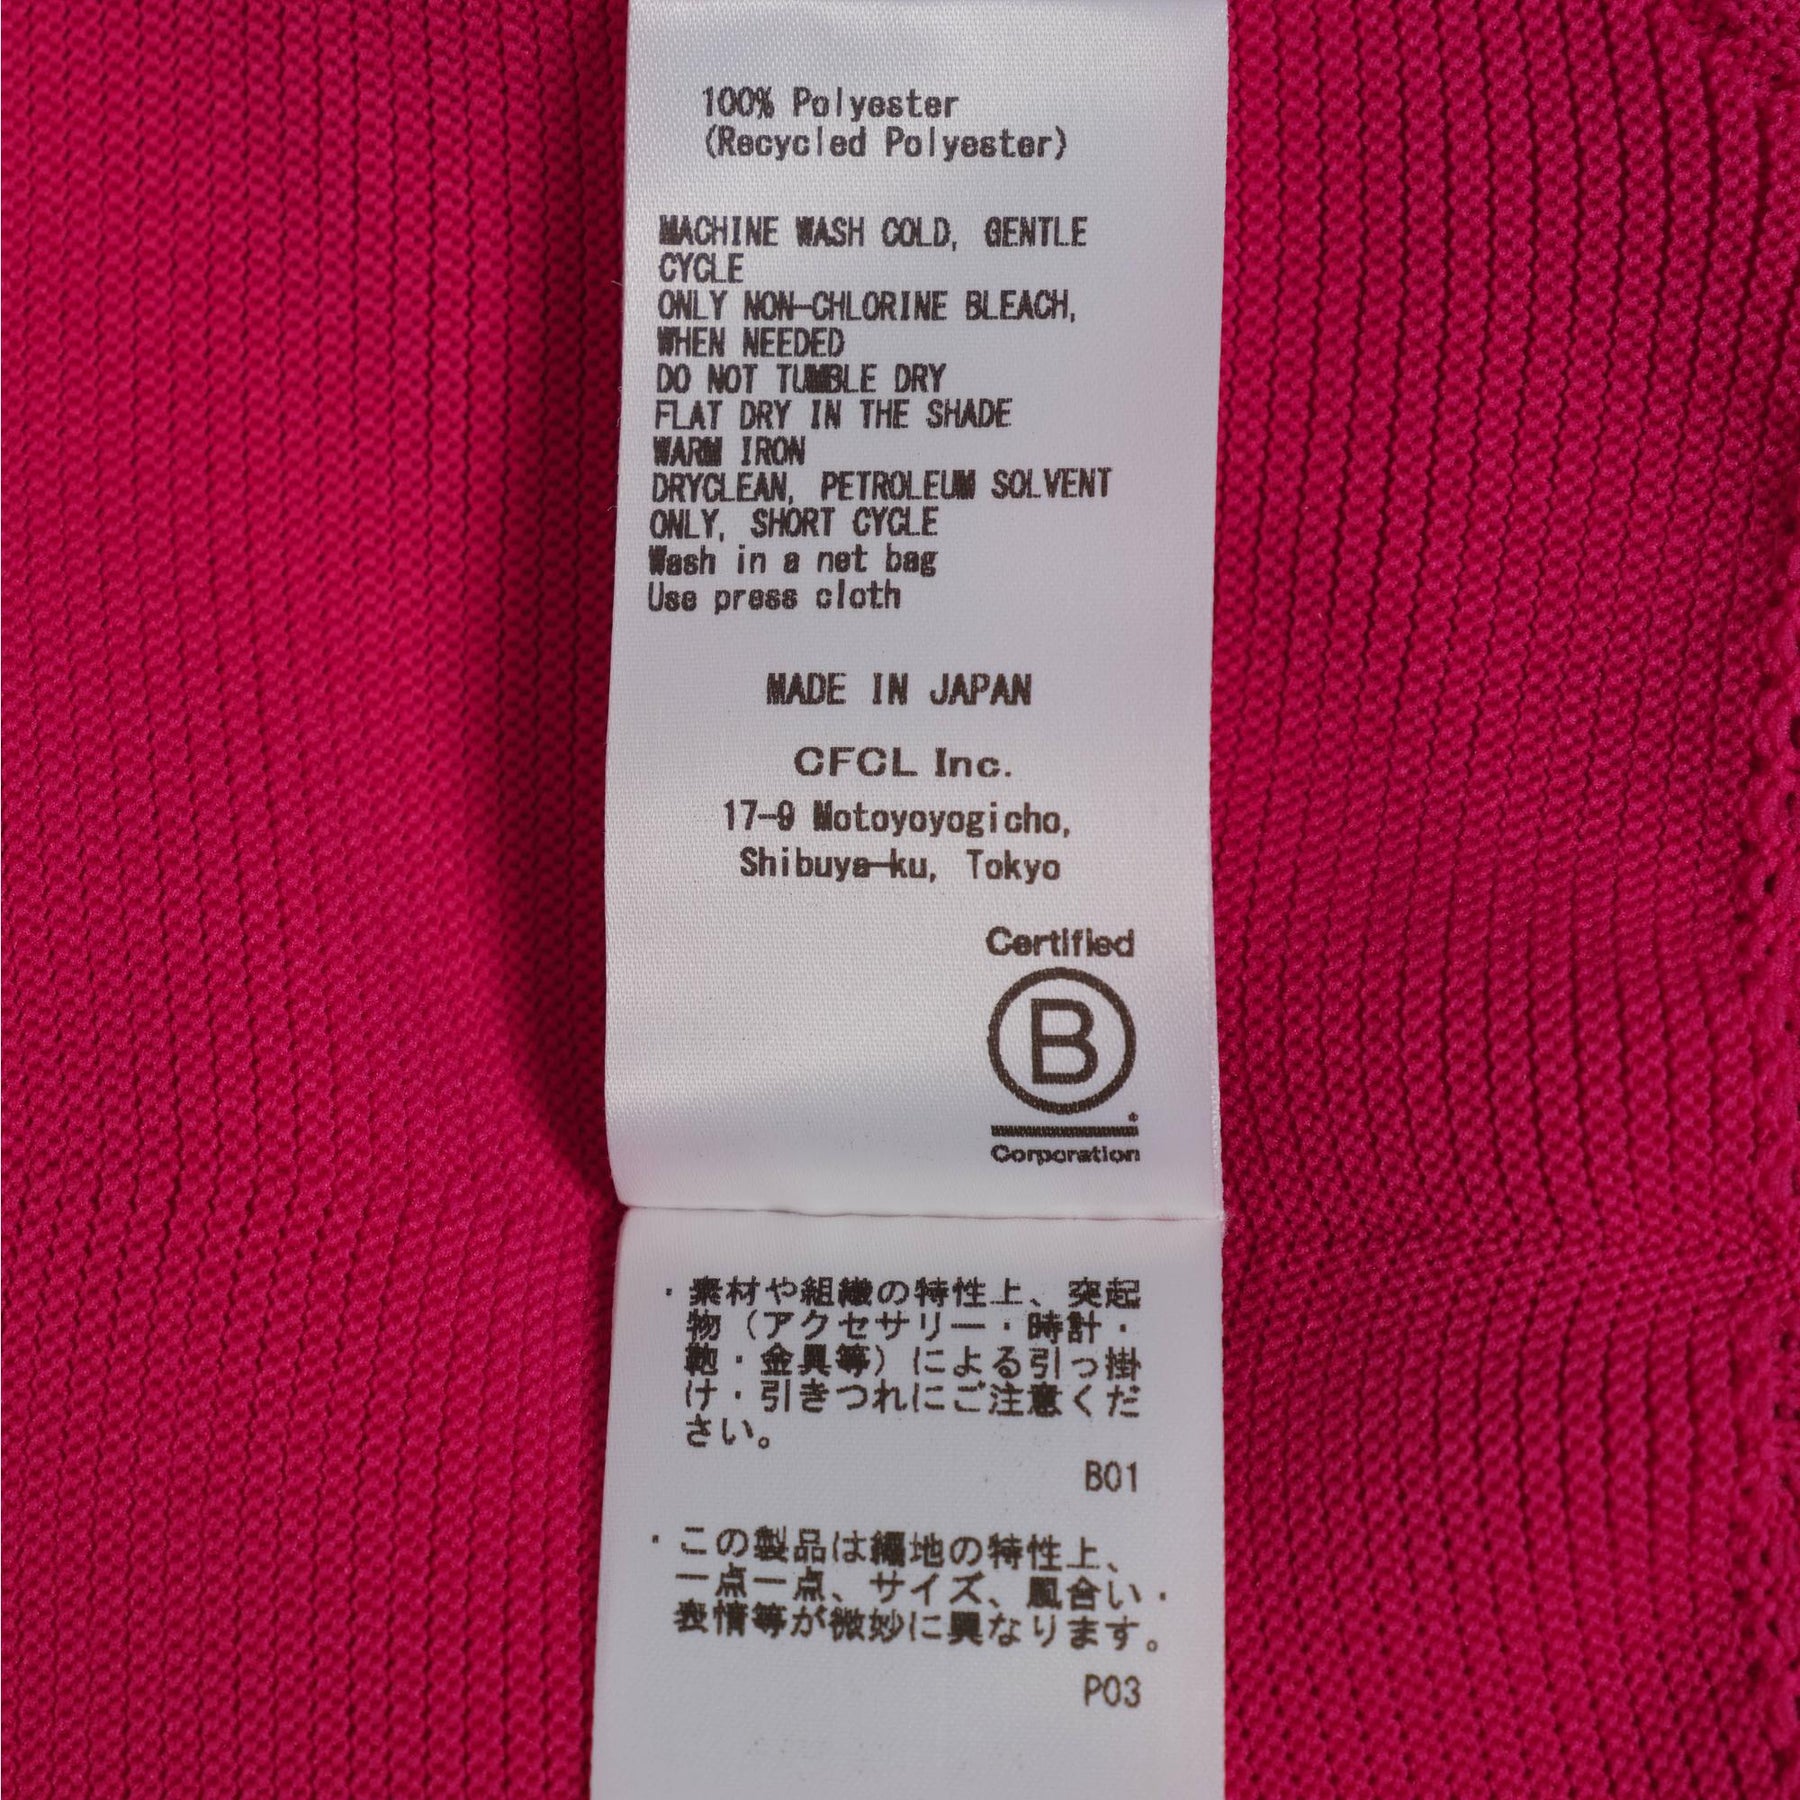 100% Polyester
(Recycled Polyester)
MACHINE WASH COLD, GENTLE
CYCLE
ONLY NON-CHLORINE BLEACH,
WHEN NEEDED
DO NOT TUMBLE DRY
FLAT DRY IN THE SHADE
WARM IRON
DRYCLEAN, PETROLEUM SOLVENT
ONLY, SHORT CYCLE
Wash in a net bag
Use press cloth
MADE IN JAPAN
CFCL Inc.
17-9 Motoyoyogicho,
Shibuya-ku, Tokyo
Certified
B
Corporation
・素材や組織の特性上、突起
物（アクセサリー・時計・
鞄・金具等）による引っ掛
け・引きつれにご注意くだ
さい。
B01
・この製品は編地の特性上、
一点一点、サイズ、風合い・
表情等が微妙に異なります。
P03